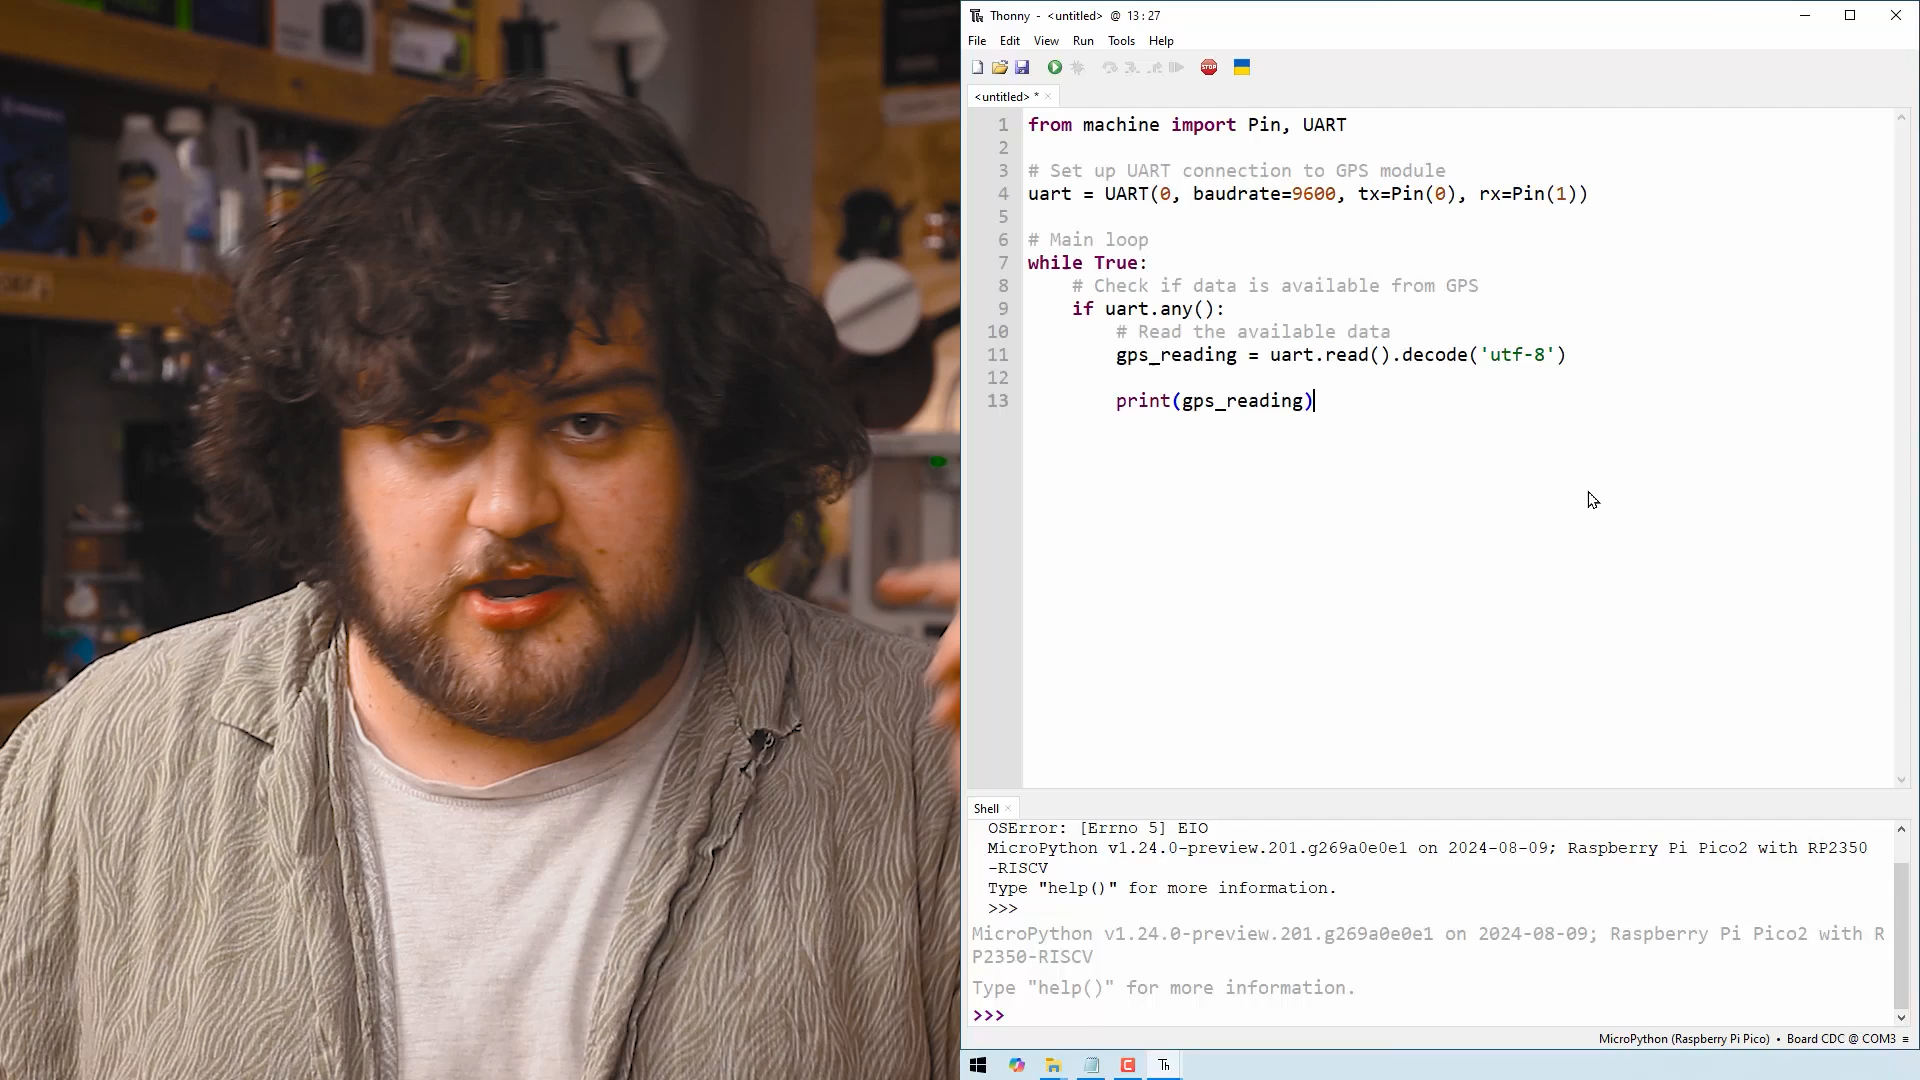 Thonny - <untitled> @ 13:27
File Edit View Run Tools Help
STOP
<untitled> *
1 from machine import Pin, UART
2
3 # Set up UART connection to GPS module
4 uart = UART(0, baudrate=9600, tx=Pin(0), rx=Pin(1))
5
6 # Main loop
7 while True:
8 # Check if data is available from GPS
9 if uart.any():
10 # Read the available data
11 gps_reading = uart.read().decode('utf-8')
12
13 print(gps_reading)
Shell
OSError: [Errno 5] EIO
MicroPython v1.24.0-preview.201.g269a0e0e1 on 2024-08-09; Raspberry Pi Pico2 with RP2350
-RISCV
Type "help()" for more information.
>>>
MicroPython v1.24.0-preview.201.g269a0e0e1 on 2024-08-09; Raspberry Pi Pico2 with R
P2350-RISCV
Type "help()" for more information.
>>>
MicroPython (Raspberry Pi Pico) • Board CDC @ COM3 ≡
Th